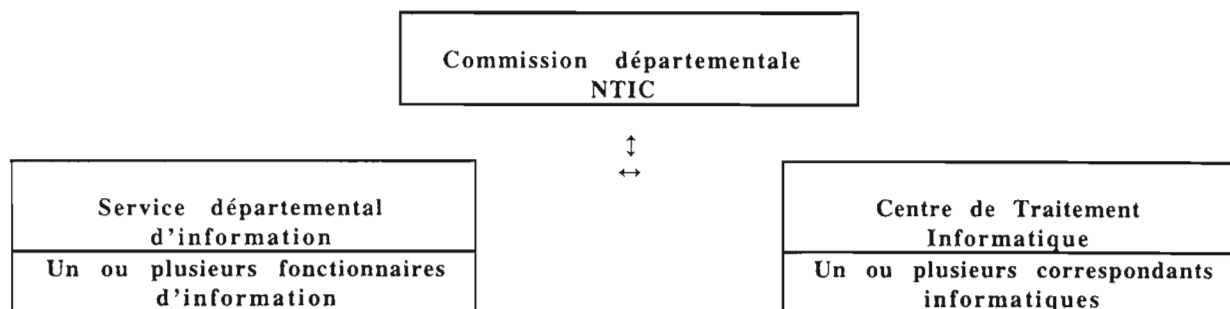 Commission départementale
NTIC
↕
↔
Service départemental
d'information
Un ou plusieurs fonctionnaires
d'information
Centre de Traitement
Informatique
Un ou plusieurs correspondants
informatiques